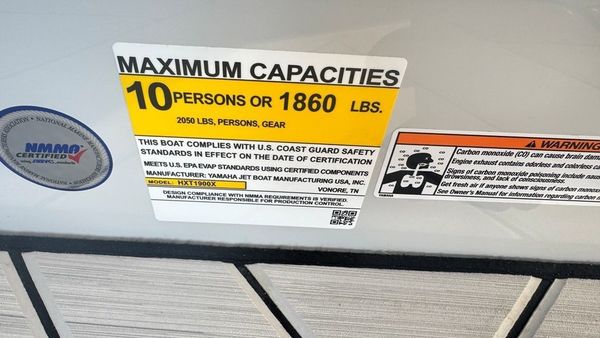 MAXIMUM CAPACITIES
10 PERSONS OR 1860 LBS.
2050 LBS, PERSONS, GEAR
THIS BOAT COMPLIES WITH U.S. COAST GUARD SAFETY
STANDARDS IN EFFECT ON THE DATE OF CERTIFICATION
MEETS U.S. EPA EVAP STANDARDS USING CERTIFIED COMPONENTS
MANUFACTURER: YAMAHA JET BOAT MANUFACTURING USA, INC.
VONORE, TN
MODEL: HXT1900X
DESIGN COMPLIANCE WITH NMMA REQUIREMENTS IS VERIFIED.
MANUFACTURER RESPONSIBLE FOR PRODUCTION CONTROL.
NATIONAL MARINE
NMMA
CERTIFIED
WARNING
Carbon monoxide (CO) can cause brain dam
Engine exhaust contains odorless and colorl
Signs of carbon monoxide poisoning include
drowsiness, and lack of consciousness.
Get fresh air if anyone shows signs of carbon mo
See Owner's Manual for information regarding carbon
YAMAHA